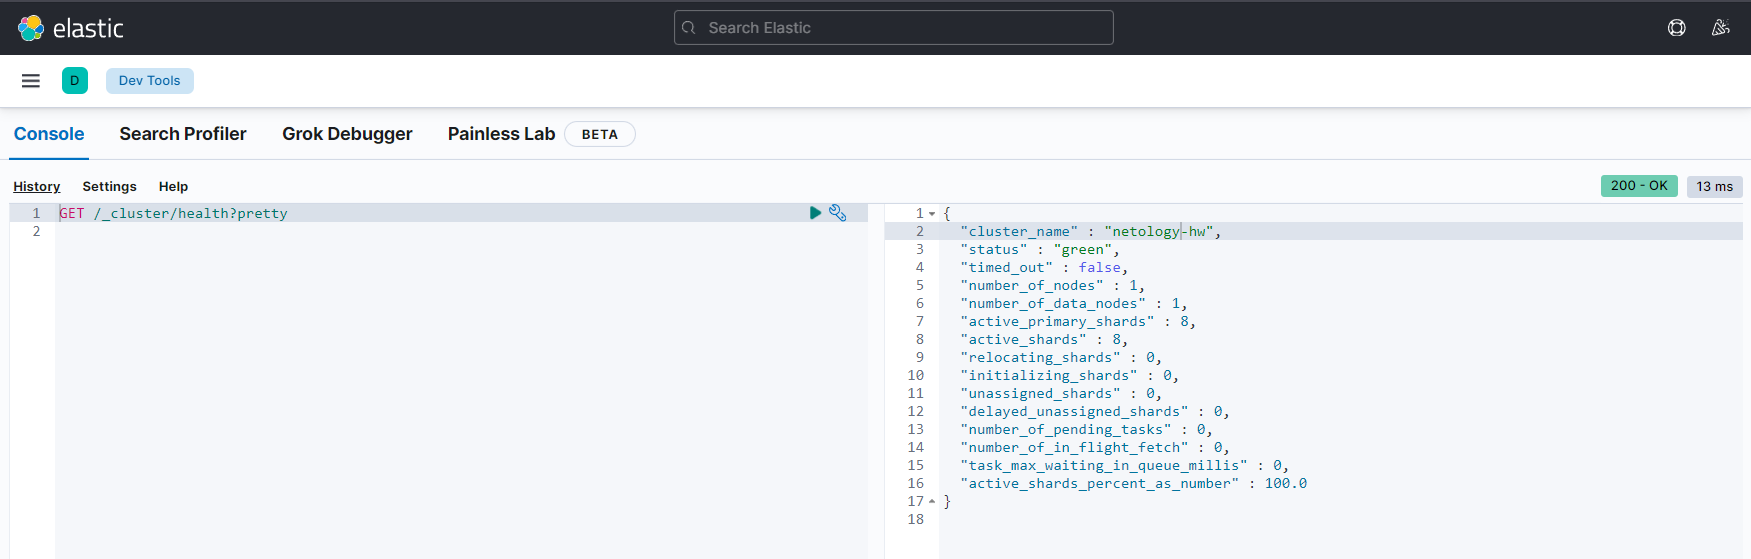 elastic
Search Elastic
D
Dev Tools
Console Search Profiler Grok Debugger Painless Lab BETA
History Settings Help
200 - OK 13 ms
1 GET /_cluster/health?pretty
2
1 {
2 "cluster_name" : "netology-hw",
3 "status" : "green",
4 "timed_out" : false,
5 "number_of_nodes" : 1,
6 "number_of_data_nodes" : 1,
7 "active_primary_shards" : 8,
8 "active_shards" : 8,
9 "relocating_shards" : 0,
10 "initializing_shards" : 0,
11 "unassigned_shards" : 0,
12 "delayed_unassigned_shards" : 0,
13 "number_of_pending_tasks" : 0,
14 "number_of_in_flight_fetch" : 0,
15 "task_max_waiting_in_queue_millis" : 0,
16 "active_shards_percent_as_number" : 100.0
17 }
18